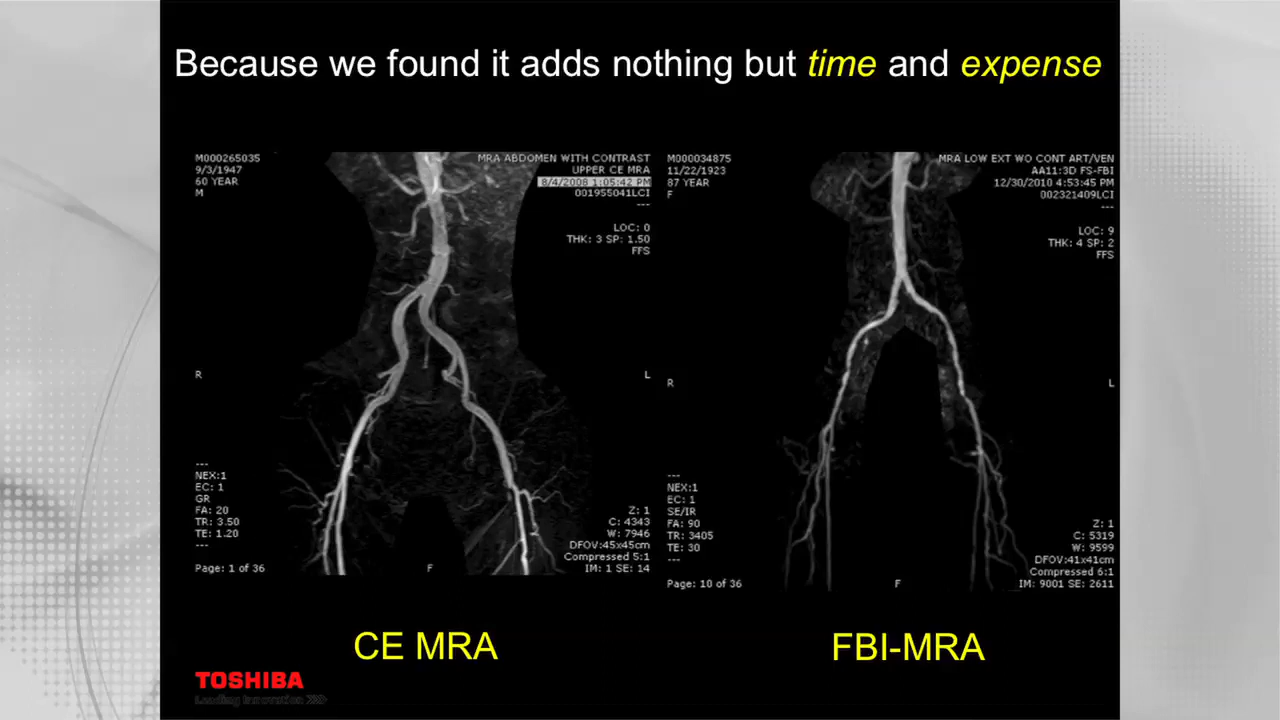 Because we found it adds nothing but time and expense
M000265035
9/3/1947
60 YEAR
M
MRA ABDOMEN WITH CONTRAST
UPPER CE MRA
8/4/2008 1:05:42 PM
001955041LCI
---
LOC: 0
THK: 3 SP: 1.50
FFS
R
L
---
NEX:1
EC: 1
GR
FA: 20
TR: 3.50
TE: 1.20
---
Page: 1 of 36
F
Z: 1
C: 4343
W: 7946
DFOV:45x45cm
Compressed 5:1
IM: 1 SE: 14
M000034875
11/22/1923
87 YEAR
F
MRA LOW EXT WO CONT ART/VEN
AA11:3D FS-FBI
12/30/2010 4:53:45 PM
002321409LCI
---
LOC: 9
THK: 4 SP: 2
FFS
R
L
---
NEX:1
EC: 1
SE/IR
FA: 90
TR: 3405
TE: 30
---
Page: 10 of 36
F
Z: 1
C: 5319
W: 9599
DFOV:41x41cm
Compressed 6:1
IM: 9001 SE: 2611
CE MRA
FBI-MRA
TOSHIBA
Leading Innovation >>>